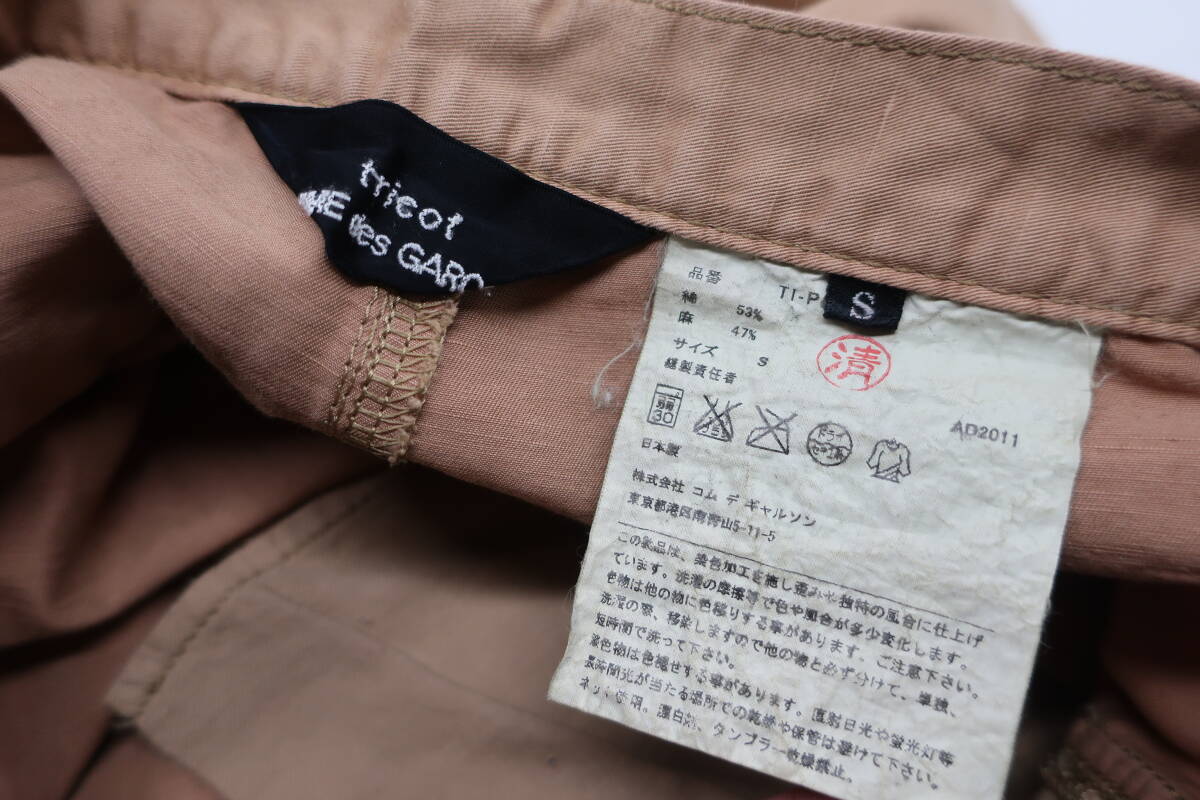 tricot
ME des GARÇ
品番 TI-P
S
綿 53%
麻 47%
サイズ S
縫製責任者
清
30
AD2011
日本製
株式会社 コム デ ギャルソン
東京都港区南青山5-11-5
この製品は、染色加工を施し歪みや独特の風合に仕上げ
ています。洗濯の摩擦等で色や風合が多少変化します。
色物は他の物に色移りする事があります。ご注意下さい。
洗濯の際、移染しますので他の物と必ず分けて、単独、
短時間で洗って下さい。
染色物は色褪せする事があります。直射日光や蛍光灯等
長時間光が当たる場所での乾燥や保管は避けて下さい。
ネット使用。漂白剤、タンブラー乾燥禁止。